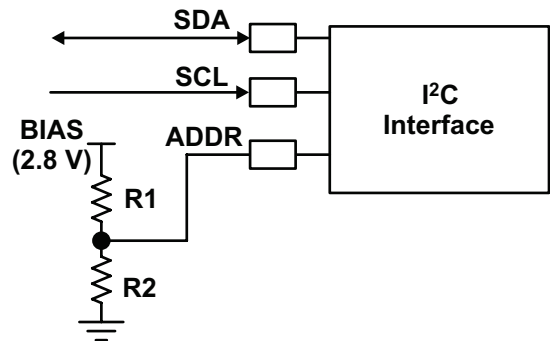 SDA
SCL
I²C
Interface
BIAS
(2.8 V)
ADDR
R1
R2